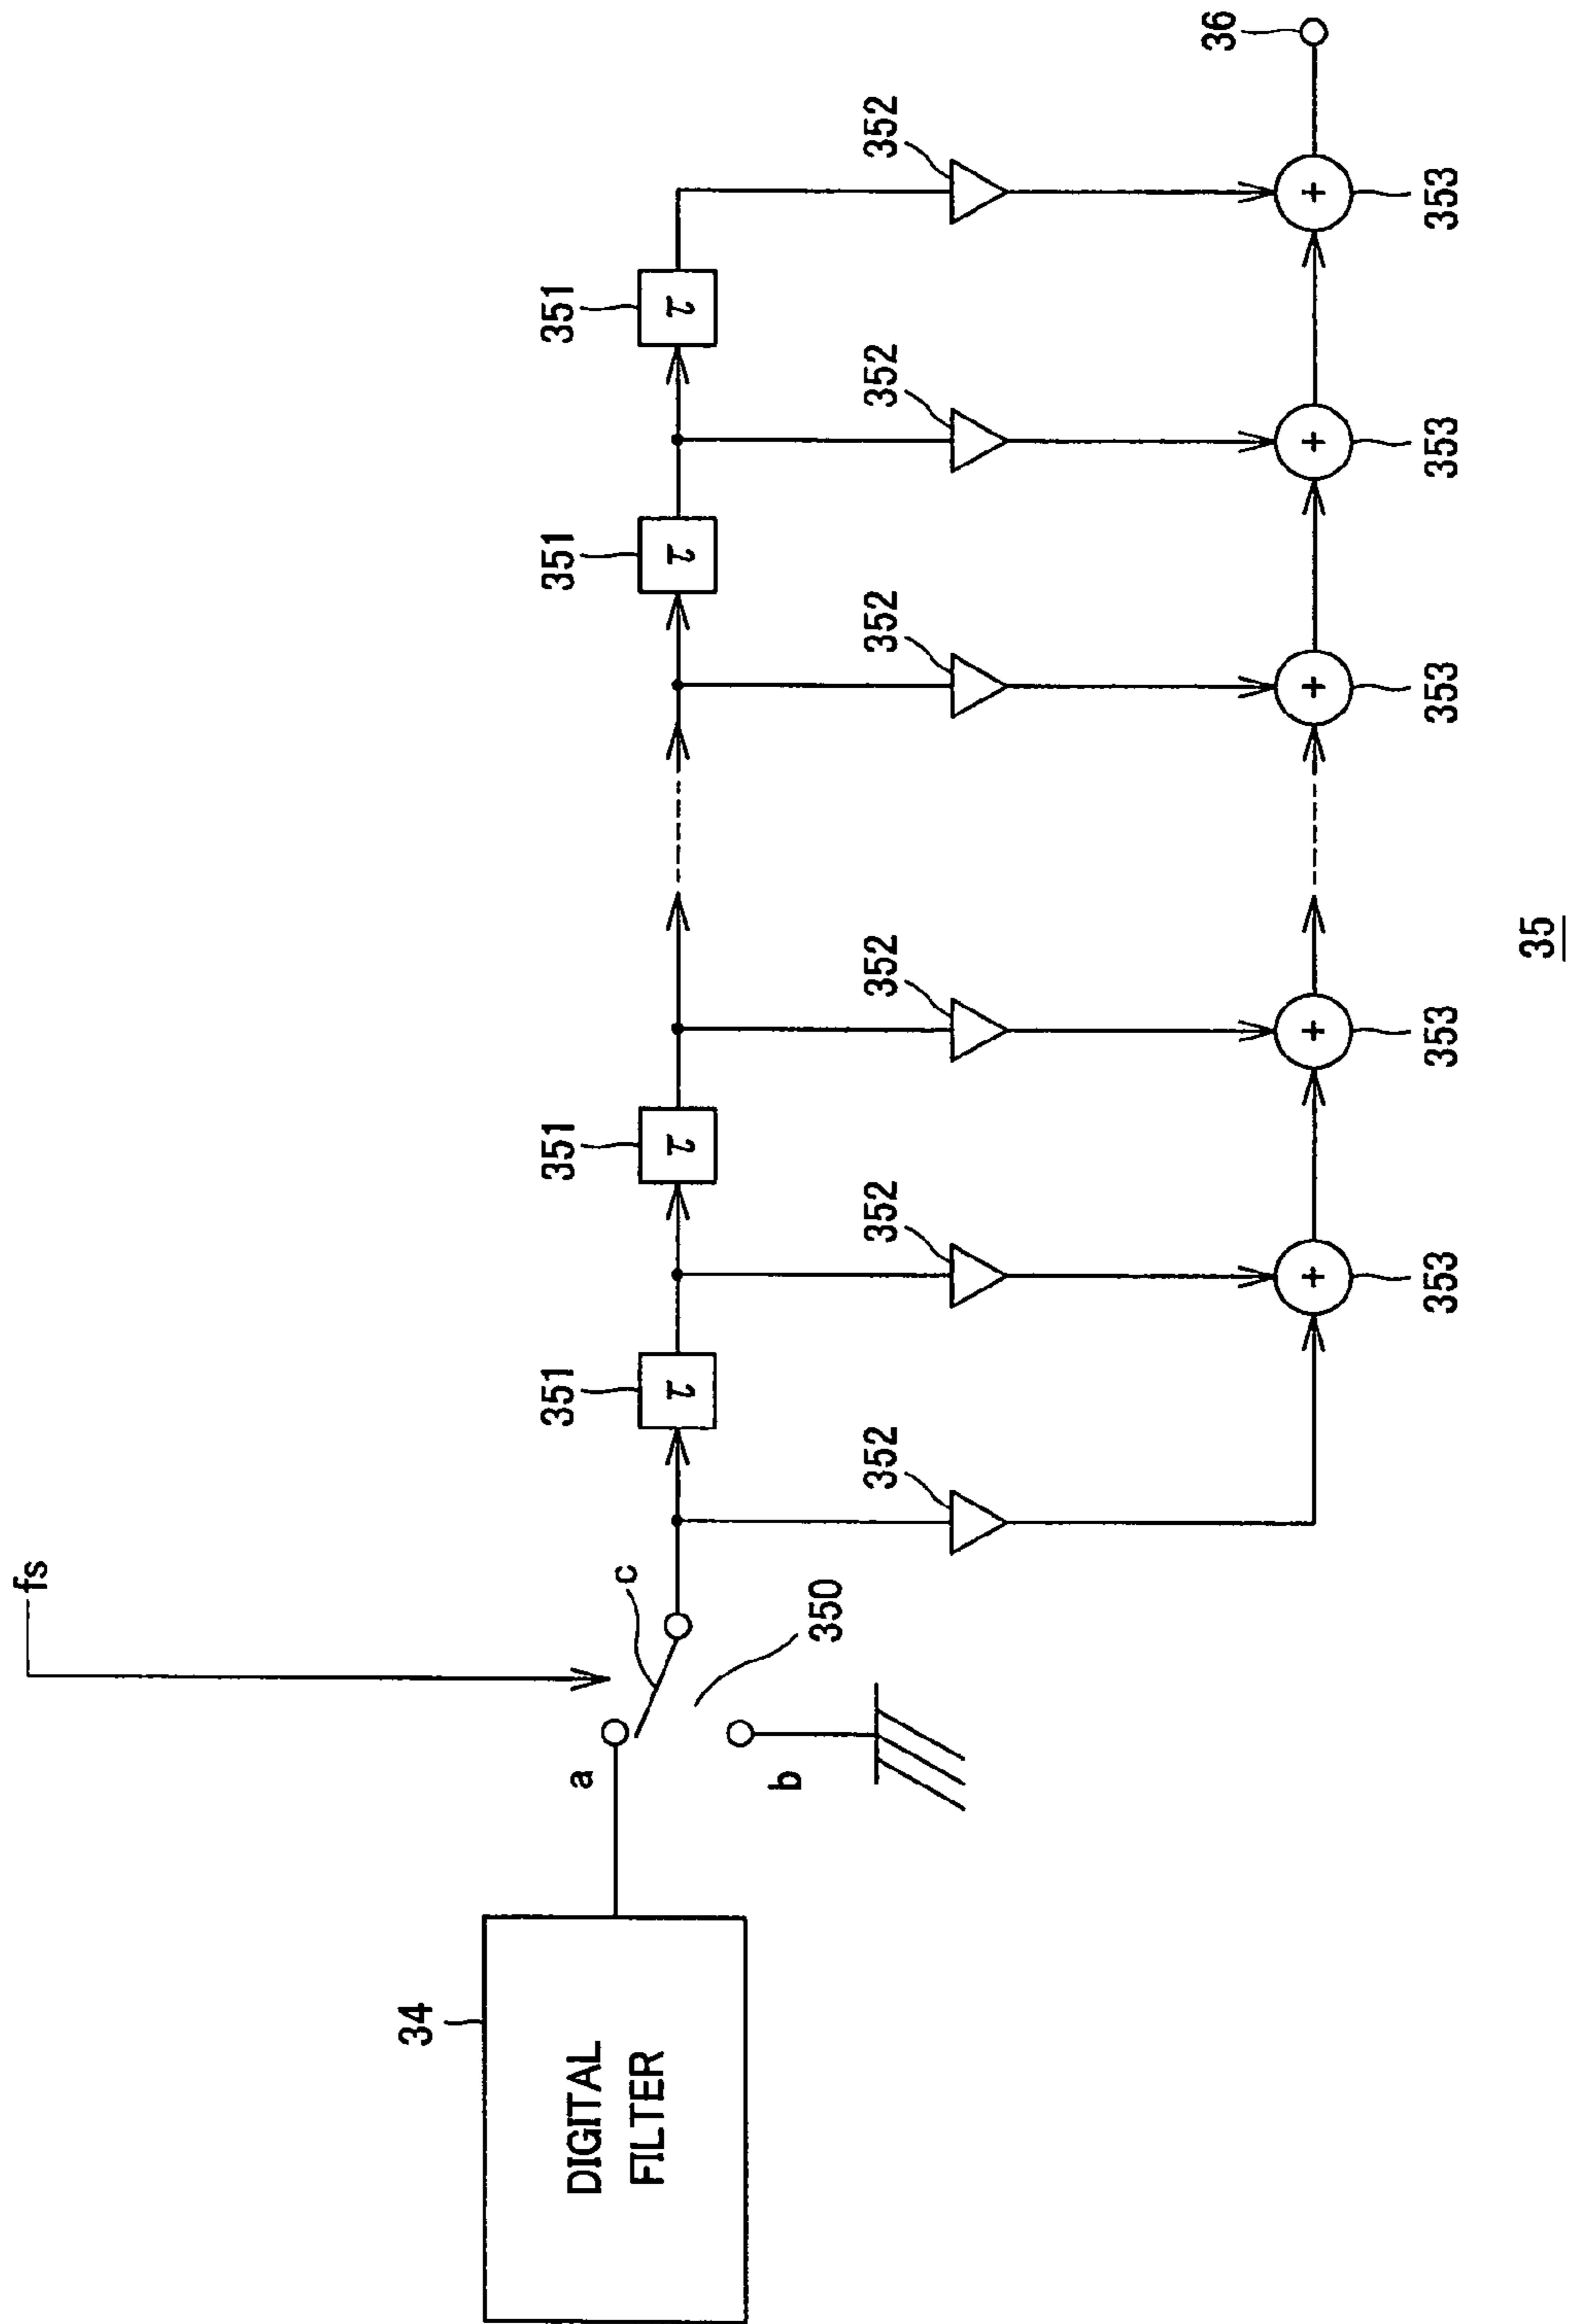 fs
34
351 351 351 351
DIGITAL
FILTER
a
c
τ τ τ τ
b
350
352 352 352 352 352 352
36
+ + + + +
353 353 353 353 353
35